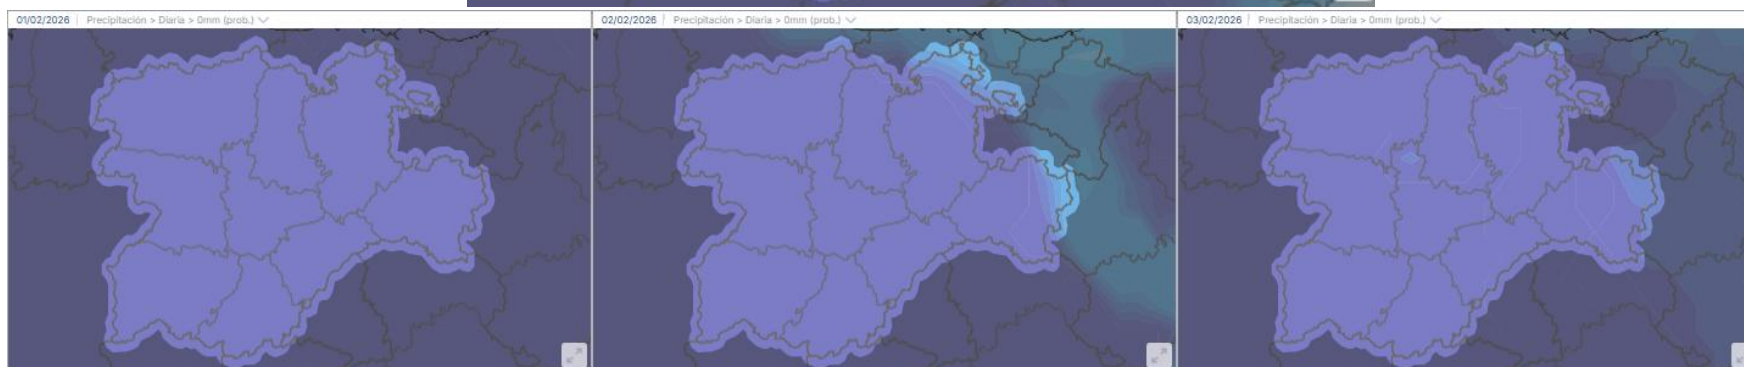 01/02/2026 Precipitación > Diaria > 0mm (prob.)
02/02/2026 Precipitación > Diaria > 0mm (prob.)
03/02/2026 Precipitación > Diaria > 0mm (prob.)